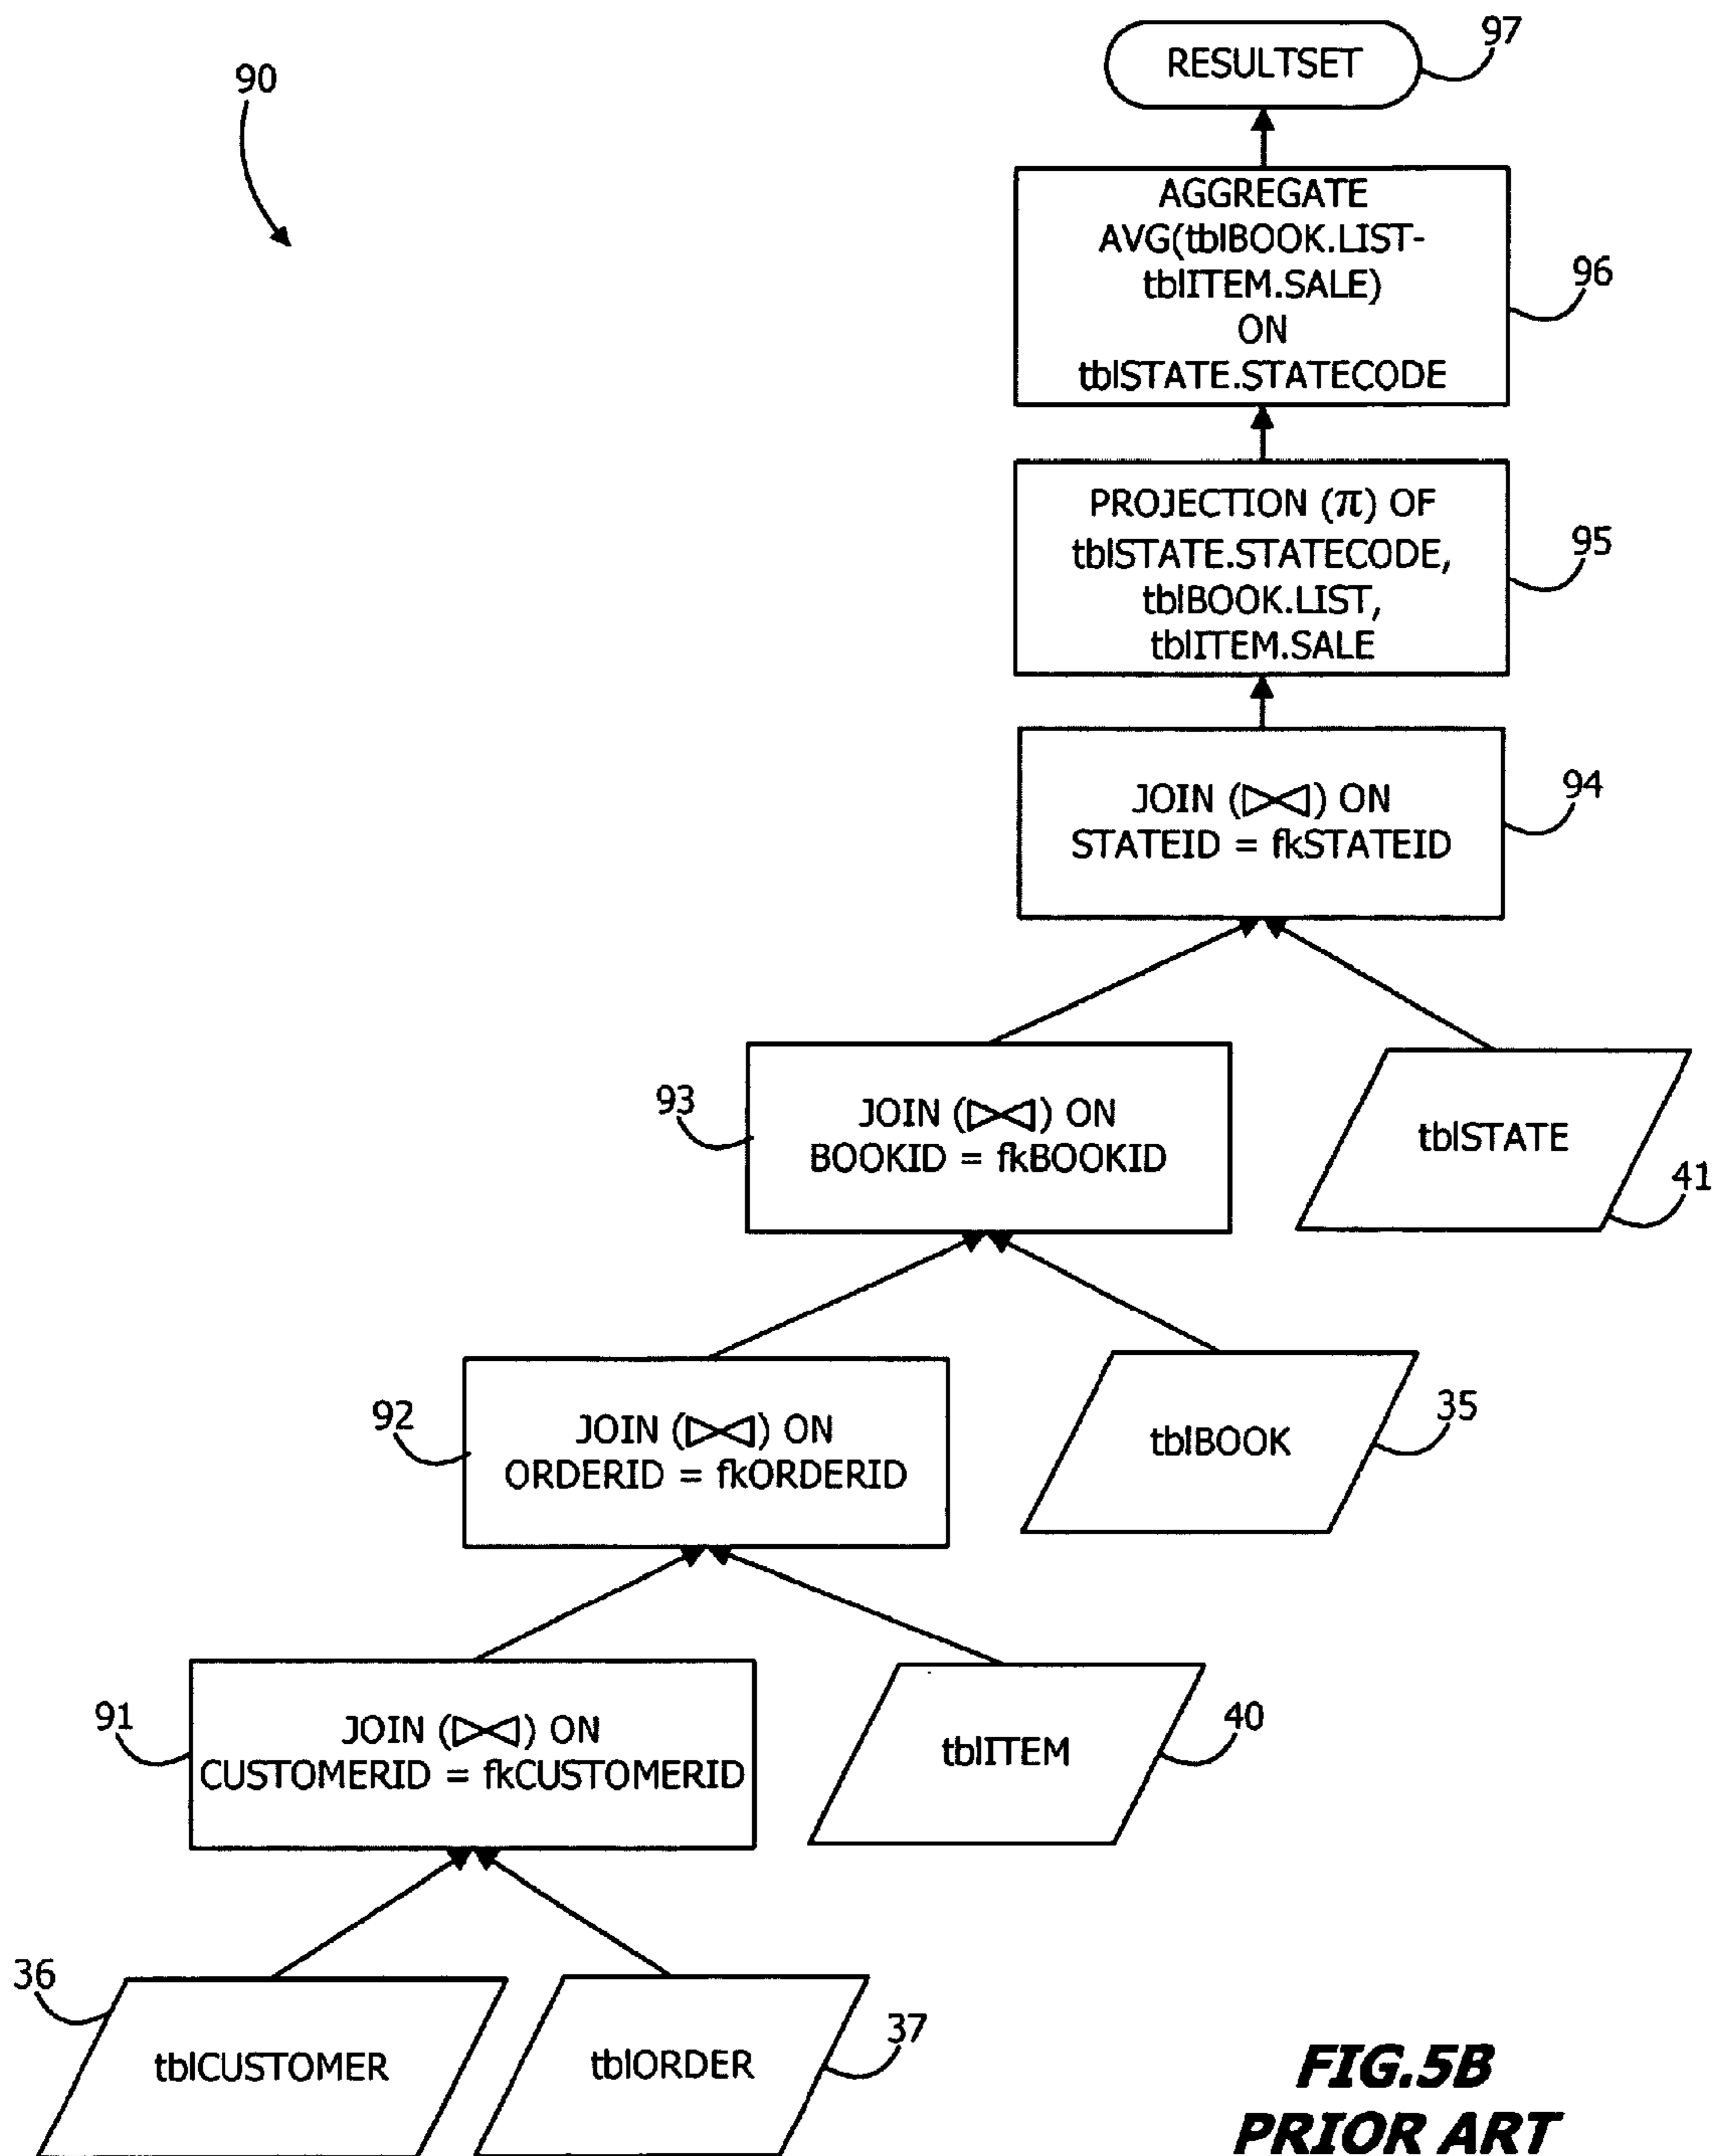 97
RESULTSET
90
AGGREGATE
AVG(tblBOOK.LIST-
tblITEM.SALE)
ON
tblSTATE.STATECODE
96
PROJECTION (π) OF
tblSTATE.STATECODE,
tblBOOK.LIST,
tblITEM.SALE
95
JOIN (▷◁) ON
STATEID = fkSTATEID
94
93
JOIN (▷◁) ON
BOOKID = fkBOOKID
tblSTATE
41
92
JOIN (▷◁) ON
ORDERID = fkORDERID
tblBOOK
35
91
JOIN (▷◁) ON
CUSTOMERID = fkCUSTOMERID
tblITEM
40
36
tblCUSTOMER
tblORDER
37
FIG.5B
PRIOR ART